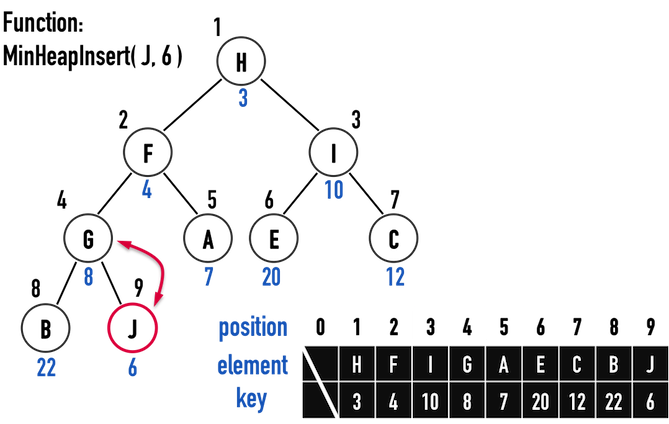 Function:
MinHeapInsert( J, 6 )
1
H
3
2
3
F
I
4
10
4
5
6
7
G
A
E
C
8
7
20
12
8
9
B
J
22
6
position 0 1 2 3 4 5 6 7 8 9
element H F I G A E C B J
key 3 4 10 8 7 20 12 22 6